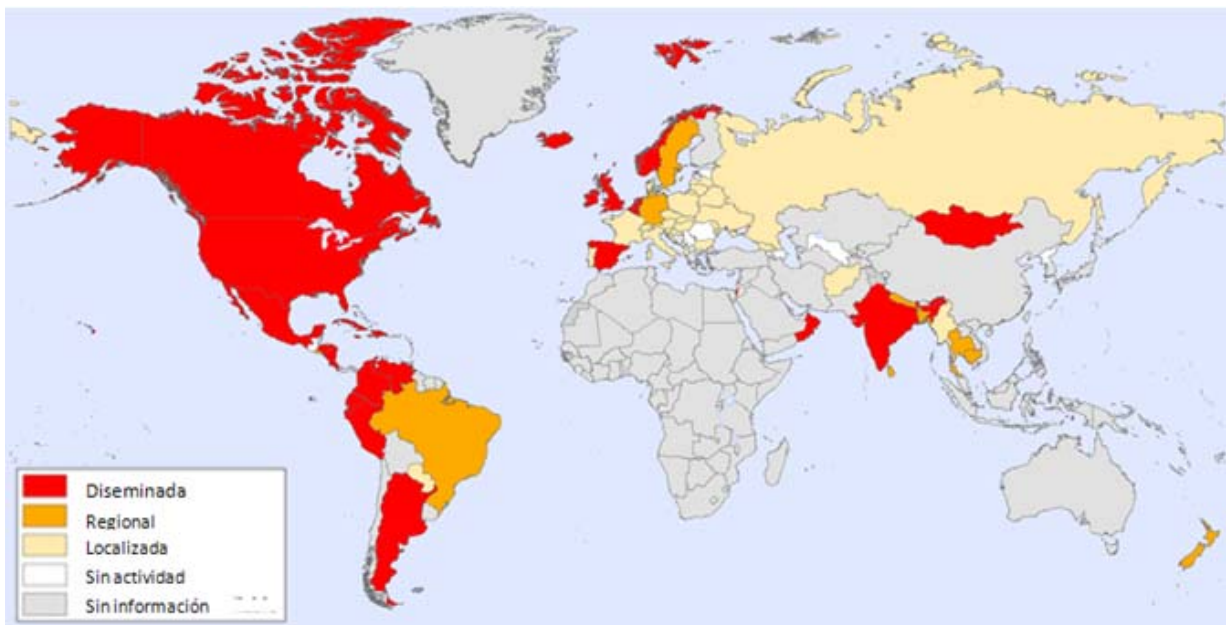 Diseminada
Regional
Localizada
Sin actividad
Sin información